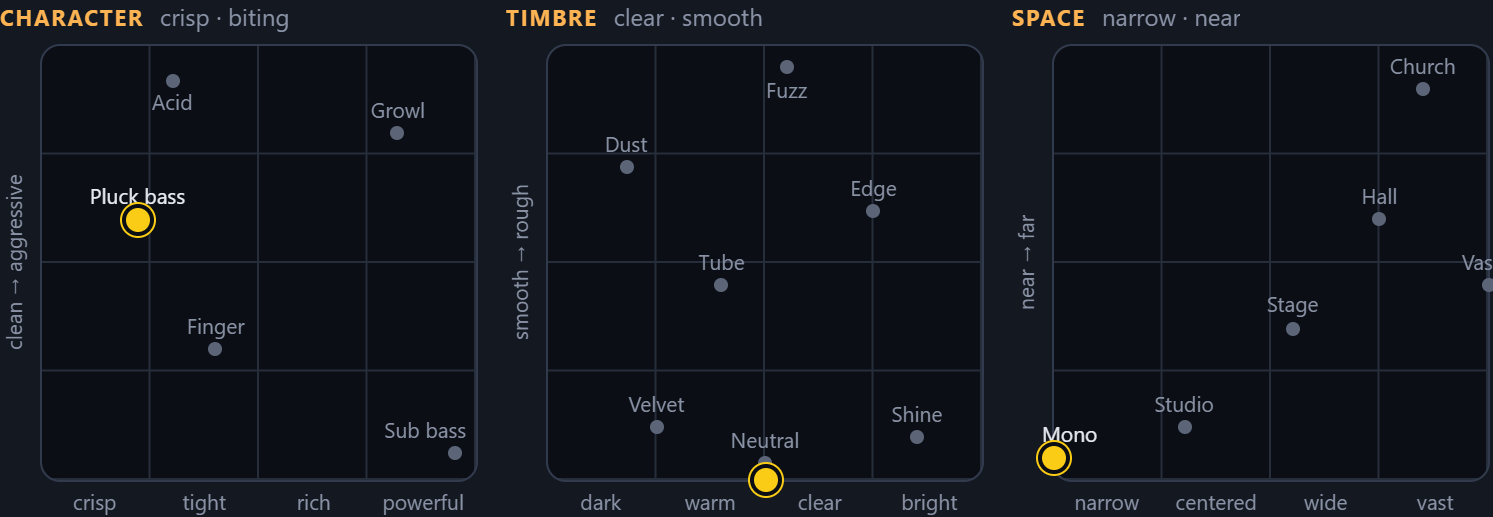 CHARACTER crisp · biting
Acid
Growl
Pluck bass
Finger
Sub bass
clean → aggressive
crisp tight rich powerful
TIMBRE clear · smooth
Fuzz
Dust
Edge
Tube
Velvet
Shine
Neutral
smooth → rough
dark warm clear bright
SPACE narrow · near
Church
Hall
Vas
Stage
Studio
Mono
near → far
narrow centered wide vast